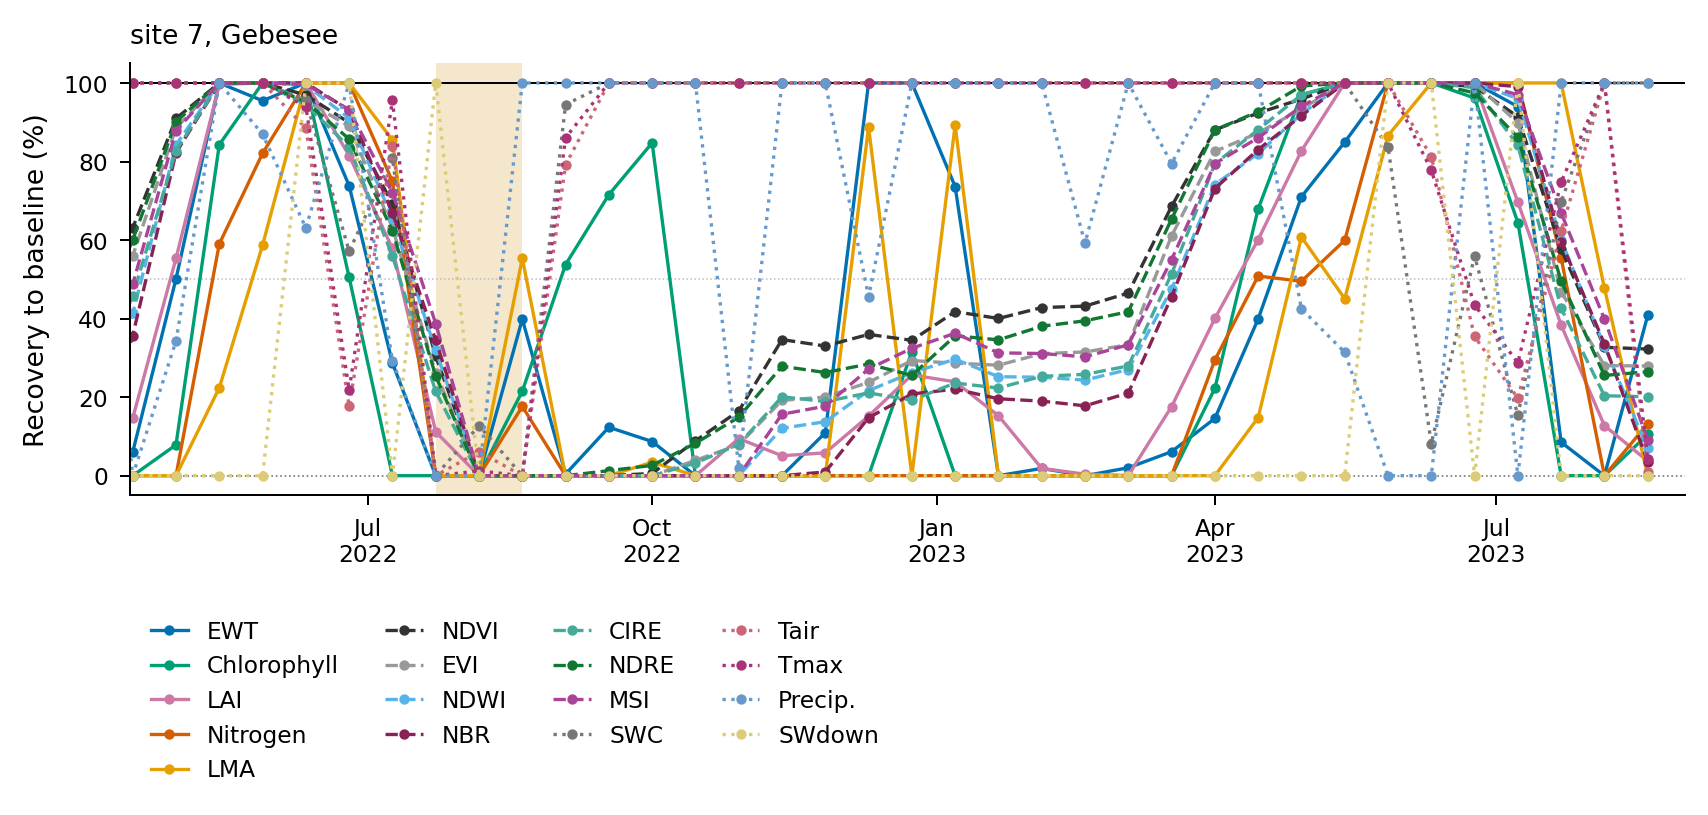 site 7, Gebesee
Recovery to baseline (%)
100
80
60
40
20
0
Jul
2022
Oct
2022
Jan
2023
Apr
2023
Jul
2023
EWT
Chlorophyll
LAI
Nitrogen
LMA
NDVI
EVI
NDWI
NBR
CIRE
NDRE
MSI
SWC
Tair
Tmax
Precip.
SWdown